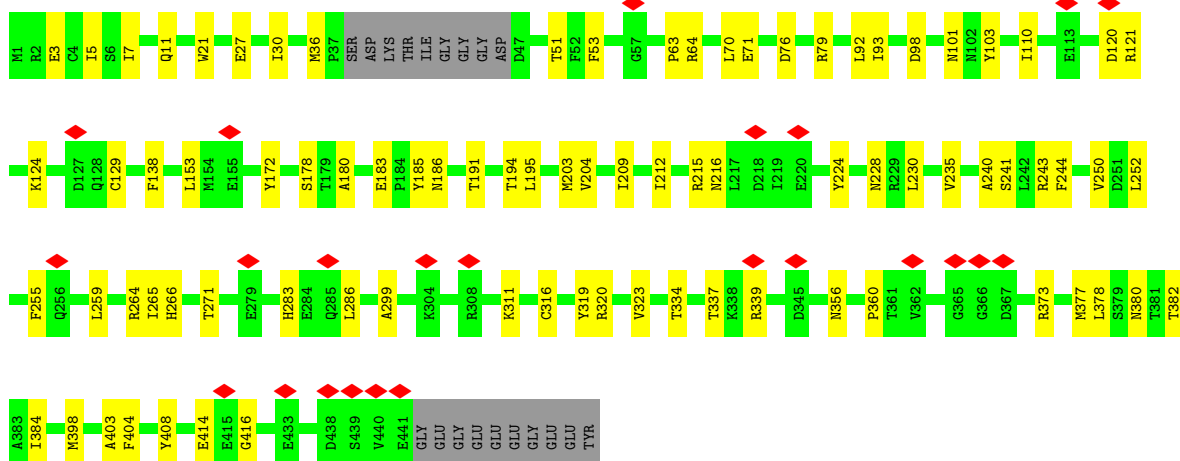 M1 R2 E3 C4 I5 S6 I7 Q11 W21 E27 I30 M36 P37 SER ASP LYS THR ILE GLY GLY GLY ASP D47 T51 F52 F53 G57 P63 R64 L70 E71 D76 R79 L92 I93 D98 N101 N102 Y103 I110 E113 D120 R121
K124 D127 Q128 C129 F138 L153 M154 E155 Y172 S178 T179 A180 E183 P184 Y185 N186 T191 T194 L195 M203 V204 I209 I212 R215 N216 L217 D218 I219 E220 Y224 N228 R229 L230 V235 A240 S241 L242 R243 F244 V250 D251 L252
F255 Q256 L259 R264 I265 H266 T271 E279 H283 E284 Q285 L286 A299 K304 R308 K311 C316 Y319 R320 V323 T334 T337 K338 R339 D345 N356 P360 T361 V362 G365 G366 D367 R373 M377 L378 S379 N380 T381 T382
A383 I384 M398 A403 F404 Y408 E414 E415 G416 E433 D438 S439 V440 E441 GLY GLU GLY GLU GLU GLU GLY GLU GLU TYR